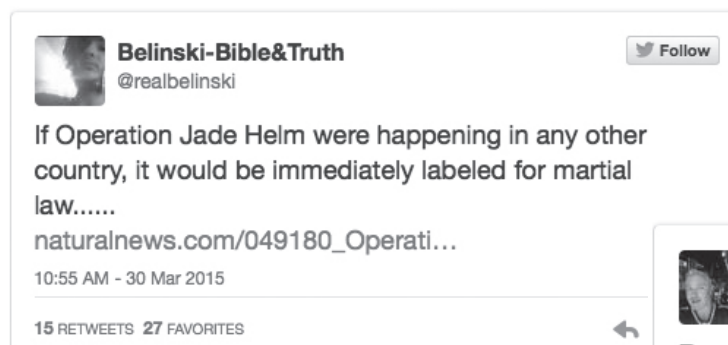 Belinski-Bible&Truth
Follow
@realbelinski
If Operation Jade Helm were happening in any other
country, it would be immediately labeled for martial
law......
naturalnews.com/049180_Operati...
10:55 AM - 30 Mar 2015
15 RETWEETS 27 FAVORITES